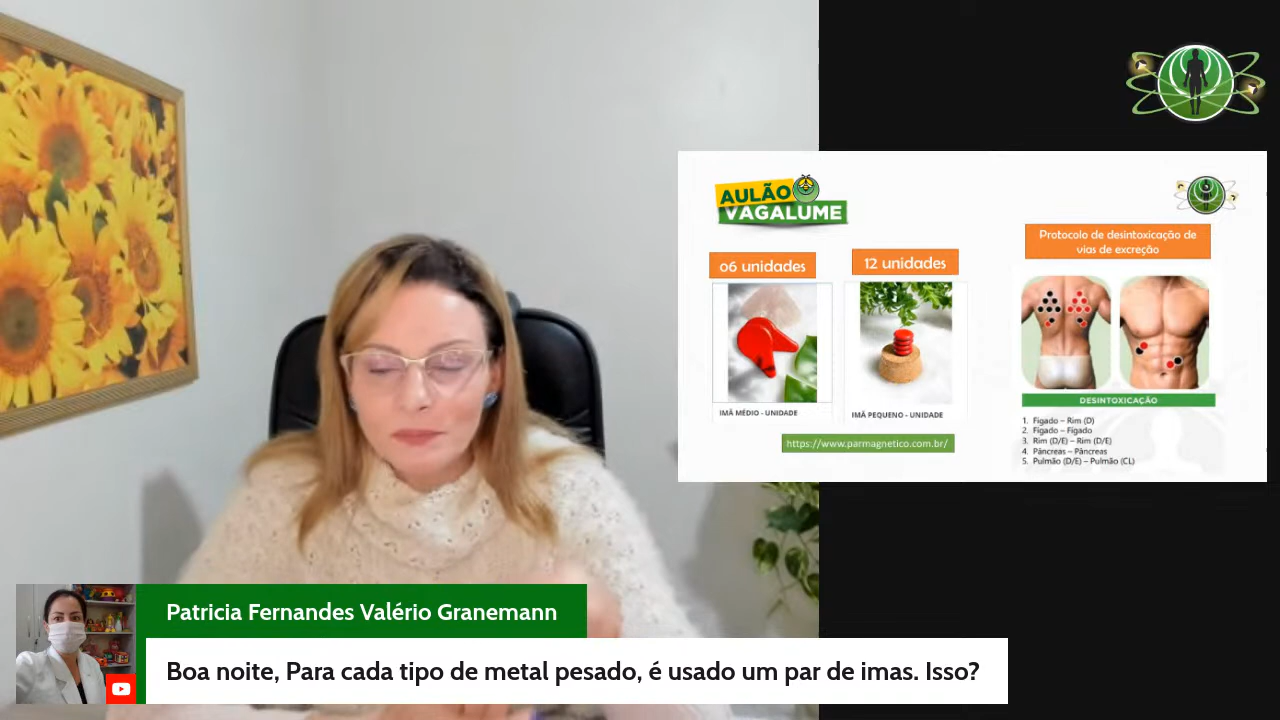 AULÃO
VAGALUME
06 unidades
12 unidades
Protocolo de desintoxicação de
vias de excreção
IMÃ MÉDIO - UNIDADE
IMÃ PEQUENO - UNIDADE
https://www.parmagnetico.com.br/
DESINTOXICAÇÃO
1. Fígado – Rim (D)
2. Fígado – Fígado
3. Rim (D/E) – Rim (D/E)
4. Pâncreas – Pâncreas
5. Pulmão (D/E) – Pulmão (CL)
Patricia Fernandes Valério Granemann
Boa noite, Para cada tipo de metal pesado, é usado um par de imas. Isso?